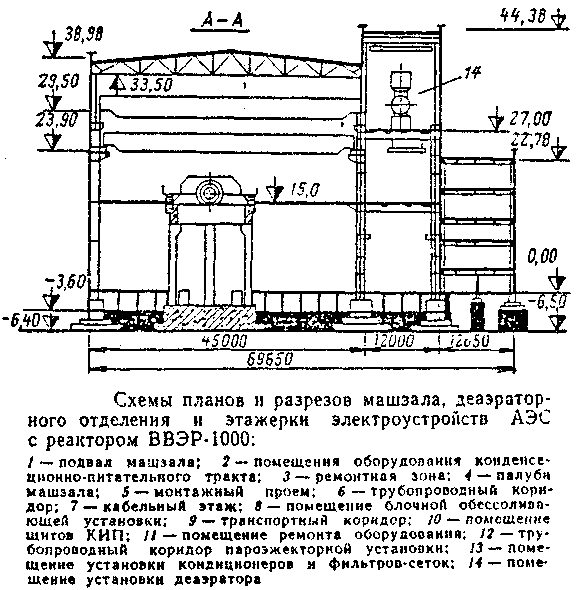 А-А
38,98
44,38
29,50
33,50
14
23,90
27,00
22,78
15,0
0,00
-3,60
-6,50
-6,40
45000
12000
12650
69650
Схемы планов и разрезов машзала, деаэратор-
ного отделения и этажерки электроустройств АЭС
с реактором ВВЭР-1000:
1 — подвал машзала; 2 — помещения оборудования конденса-
ционно-питательного тракта; 3 — ремонтная зона; 4 — палуба
машзала; 5 — монтажный проем; 6 — трубопроводный кори-
дор; 7 — кабельный этаж; 8 — помещение блочной обессолива-
ющей установки; 9 — транспортный коридор; 10 — помещение
щитов КИП; 11 — помещение ремонта оборудования; 12 — тру-
бопроводный коридор пароэжекторной установки; 13 — поме-
щение установки кондиционеров и фильтров-сеток; 14 — поме-
щение установки деаэратора